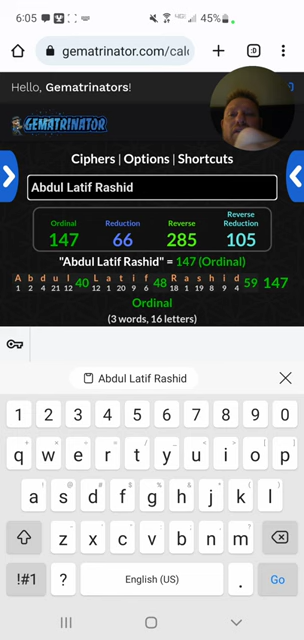 6:05 45%
gematrinator.com/calc :D
Hello, Gematrinators!
GEMATRINATOR
Ciphers | Options | Shortcuts
Abdul Latif Rashid
Ordinal Reduction Reverse Reverse Reduction
147 66 285 105
"Abdul Latif Rashid" = 147 (Ordinal)
A b d u l 40 L a t i f 48 R a s h i d 59 147
1 2 4 21 12 12 1 20 9 6 18 1 19 8 9 4
Ordinal
(3 words, 16 letters)
Abdul Latif Rashid
1 2 3 4 5 6 7 8 9 0
q w e r t y u i o p
a s d f g h j k l
z x c v b n m
!#1 ? English (US) . Go